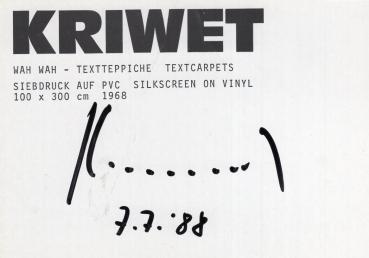 KRIWET
WAH WAH - TEXTTEPPICHE TEXTCARPETS
SIEBDRUCK AUF PVC SILKSCREEN ON VINYL
100 x 300 cm 1968
7.7.'88